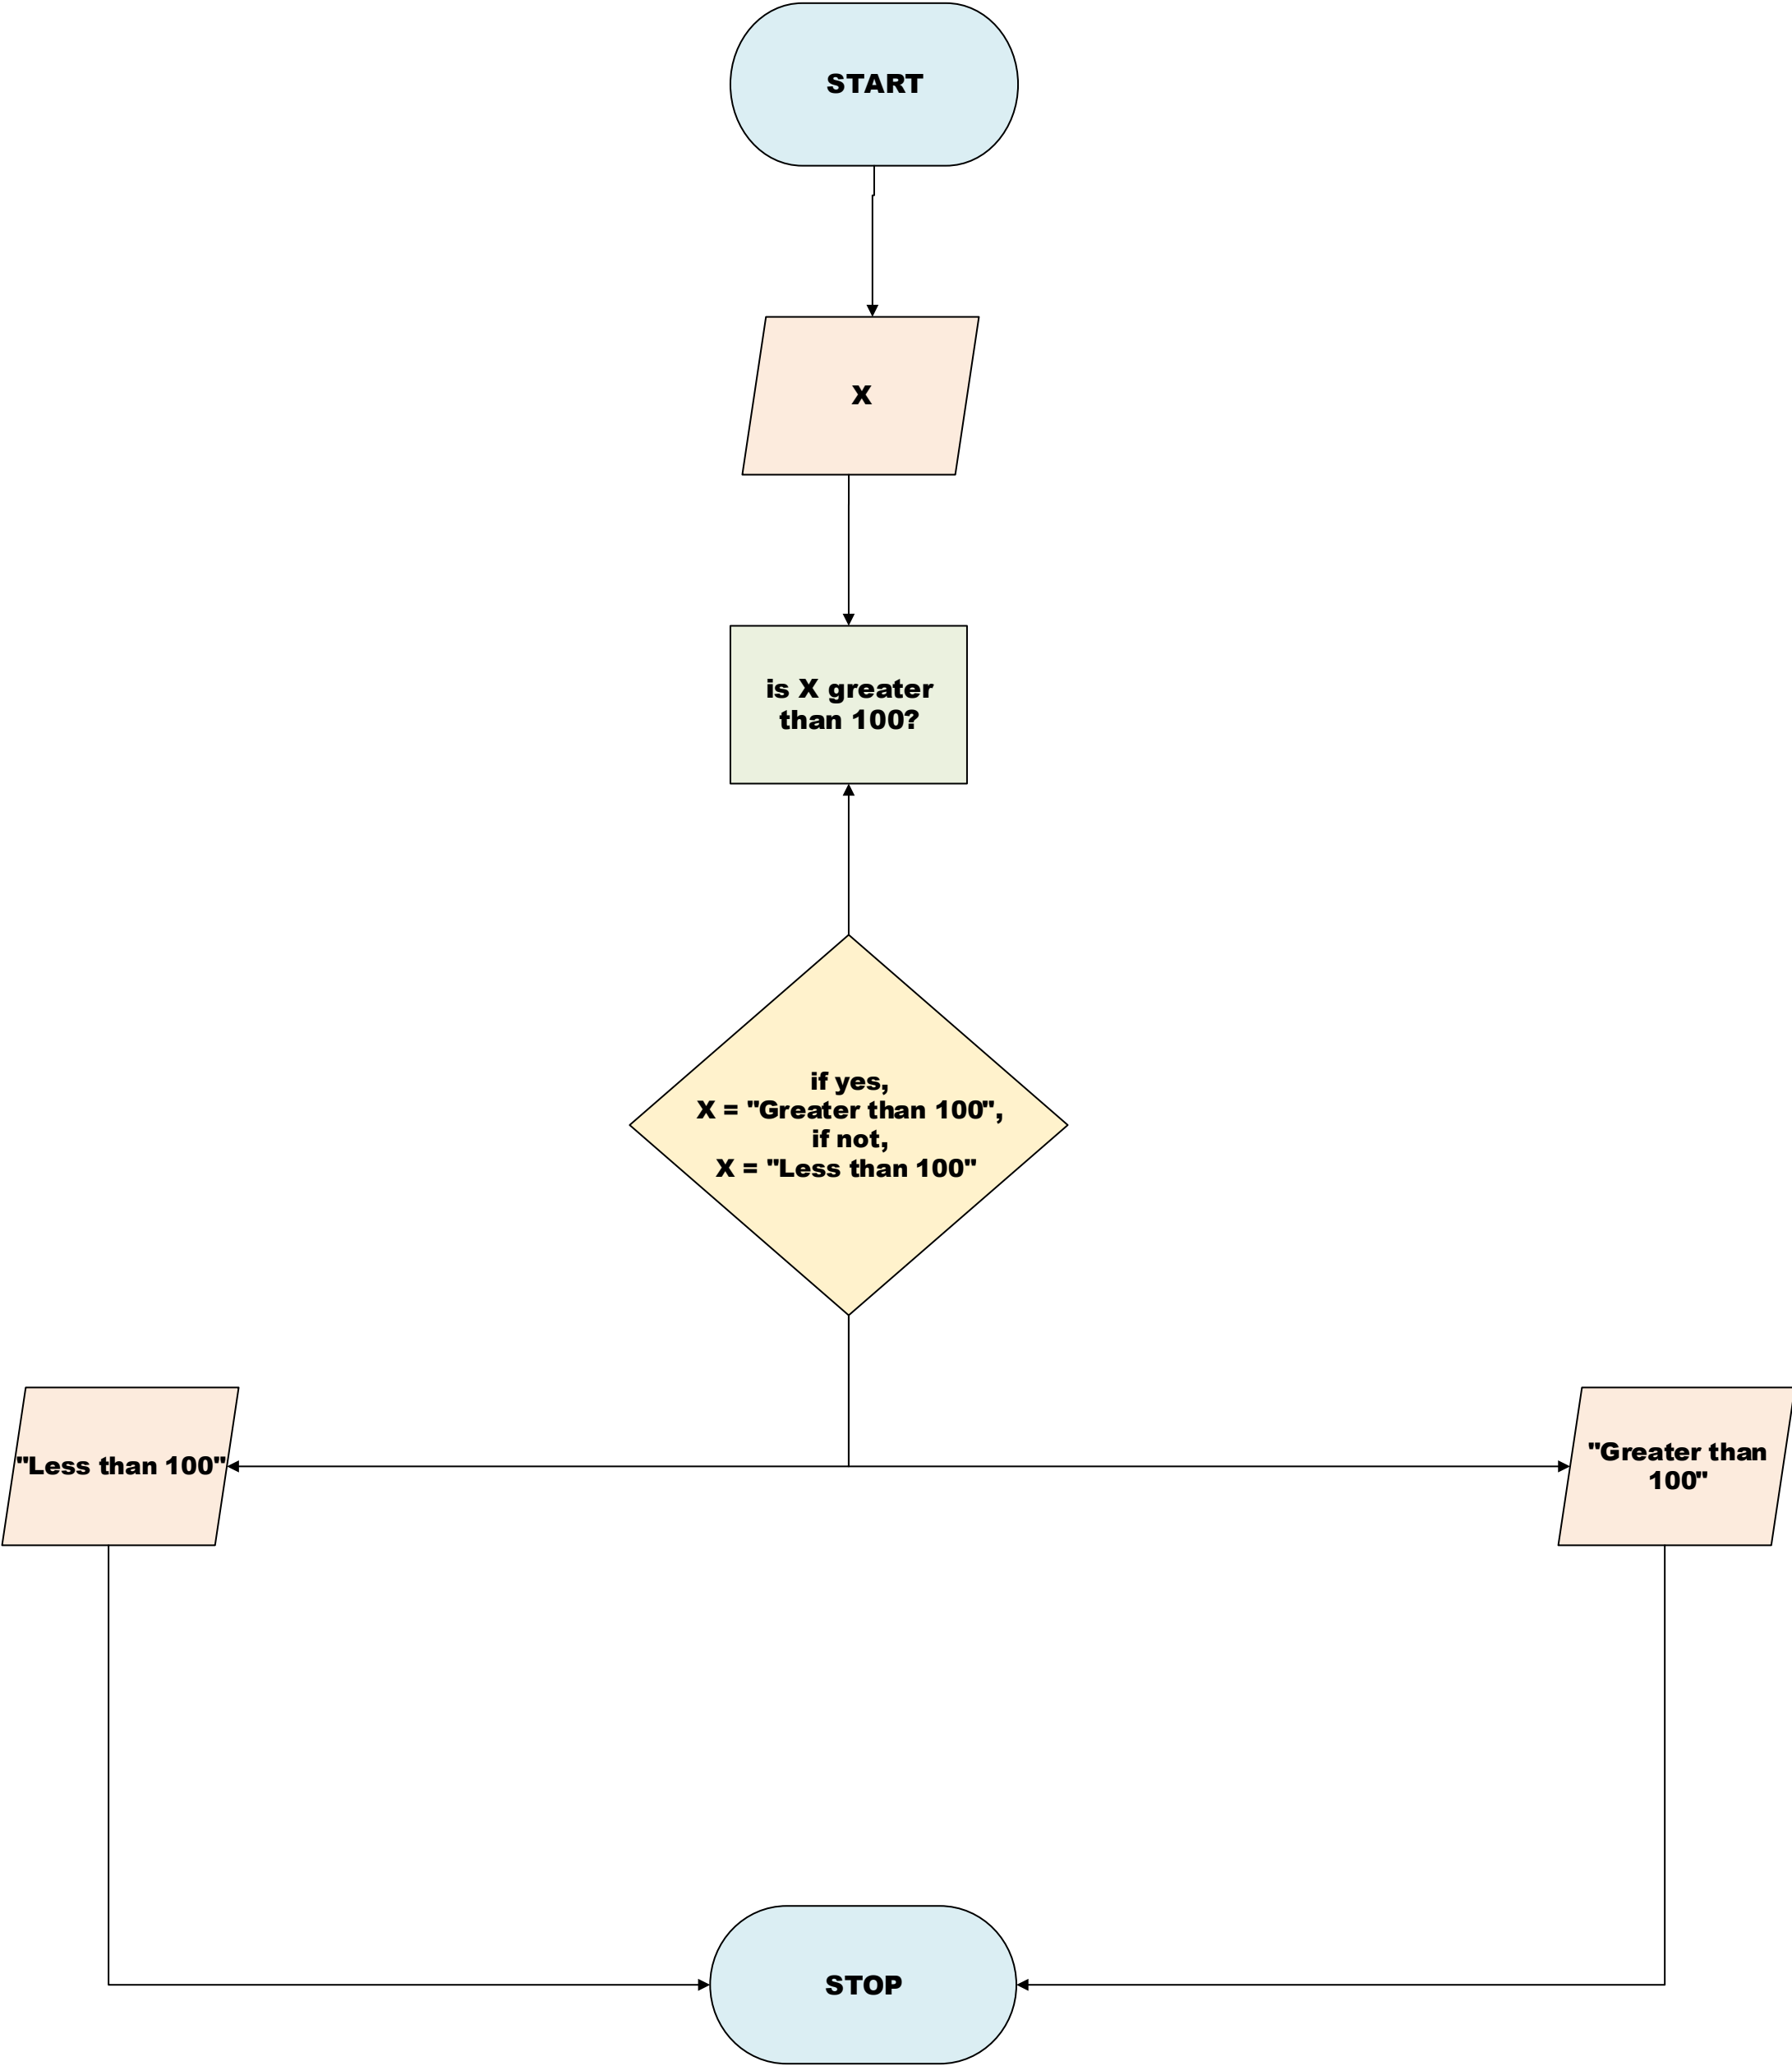 START
X
is X greater
than 100?
if yes,
X = "Greater than 100",
if not,
X = "Less than 100"
"Less than 100"
"Greater than
100"
STOP